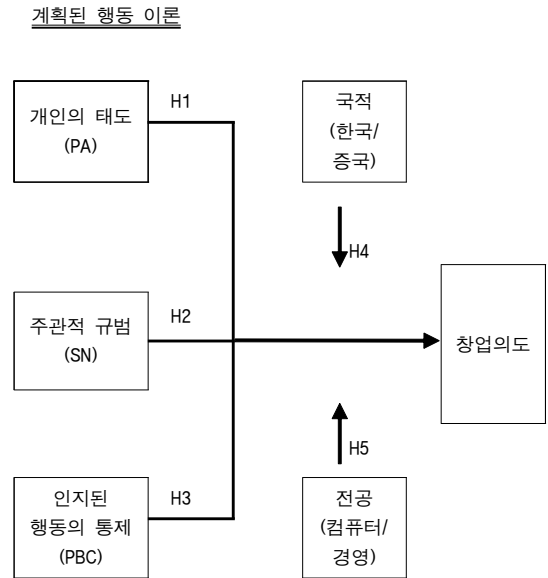 계획된 행동 이론
개인의 태도
(PA)
H1
국적
(한국/
증국)
H4
주관적 규범
(SN)
H2
창업의도
H5
인지된
행동의 통제
(PBC)
H3
전공
(컴퓨터/
경영)